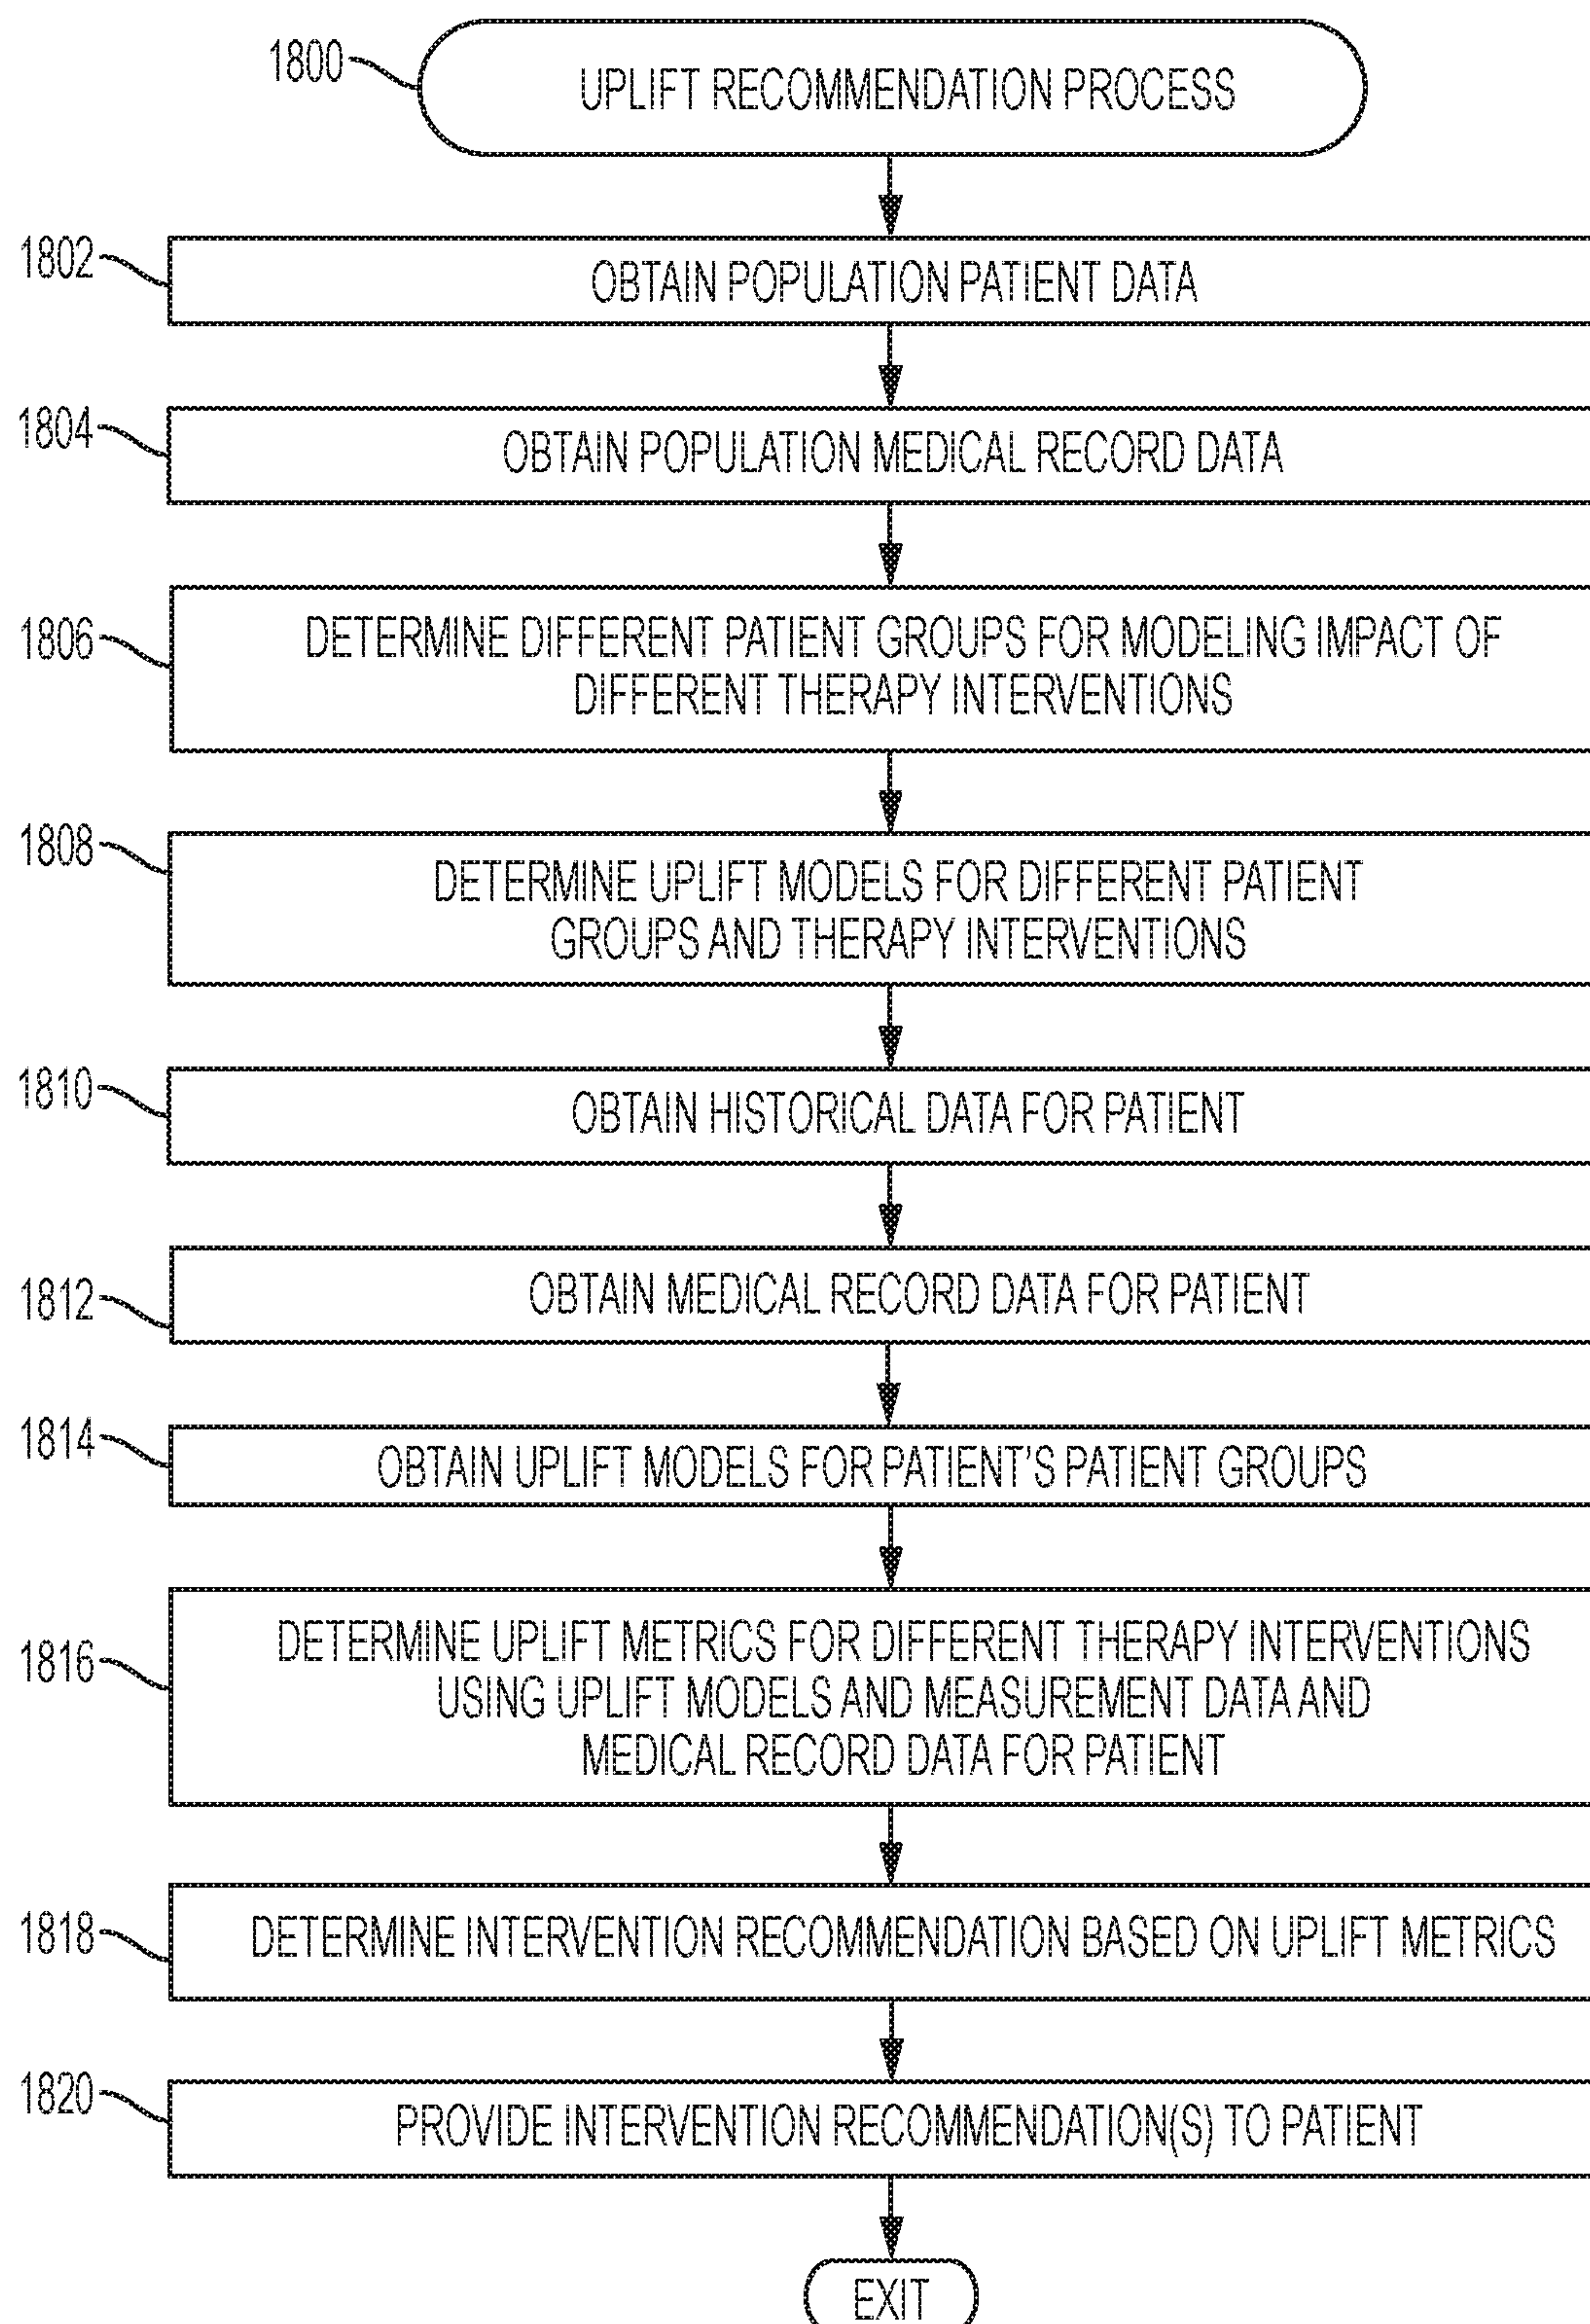 1800
UPLIFT RECOMMENDATION PROCESS
1802
OBTAIN POPULATION PATIENT DATA
1804
OBTAIN POPULATION MEDICAL RECORD DATA
1806
DETERMINE DIFFERENT PATIENT GROUPS FOR MODELING IMPACT OF
DIFFERENT THERAPY INTERVENTIONS
1808
DETERMINE UPLIFT MODELS FOR DIFFERENT PATIENT
GROUPS AND THERAPY INTERVENTIONS
1810
OBTAIN HISTORICAL DATA FOR PATIENT
1812
OBTAIN MEDICAL RECORD DATA FOR PATIENT
1814
OBTAIN UPLIFT MODELS FOR PATIENT'S PATIENT GROUPS
1816
DETERMINE UPLIFT METRICS FOR DIFFERENT THERAPY INTERVENTIONS
USING UPLIFT MODELS AND MEASUREMENT DATA AND
MEDICAL RECORD DATA FOR PATIENT
1818
DETERMINE INTERVENTION RECOMMENDATION BASED ON UPLIFT METRICS
1820
PROVIDE INTERVENTION RECOMMENDATION(S) TO PATIENT
EXIT